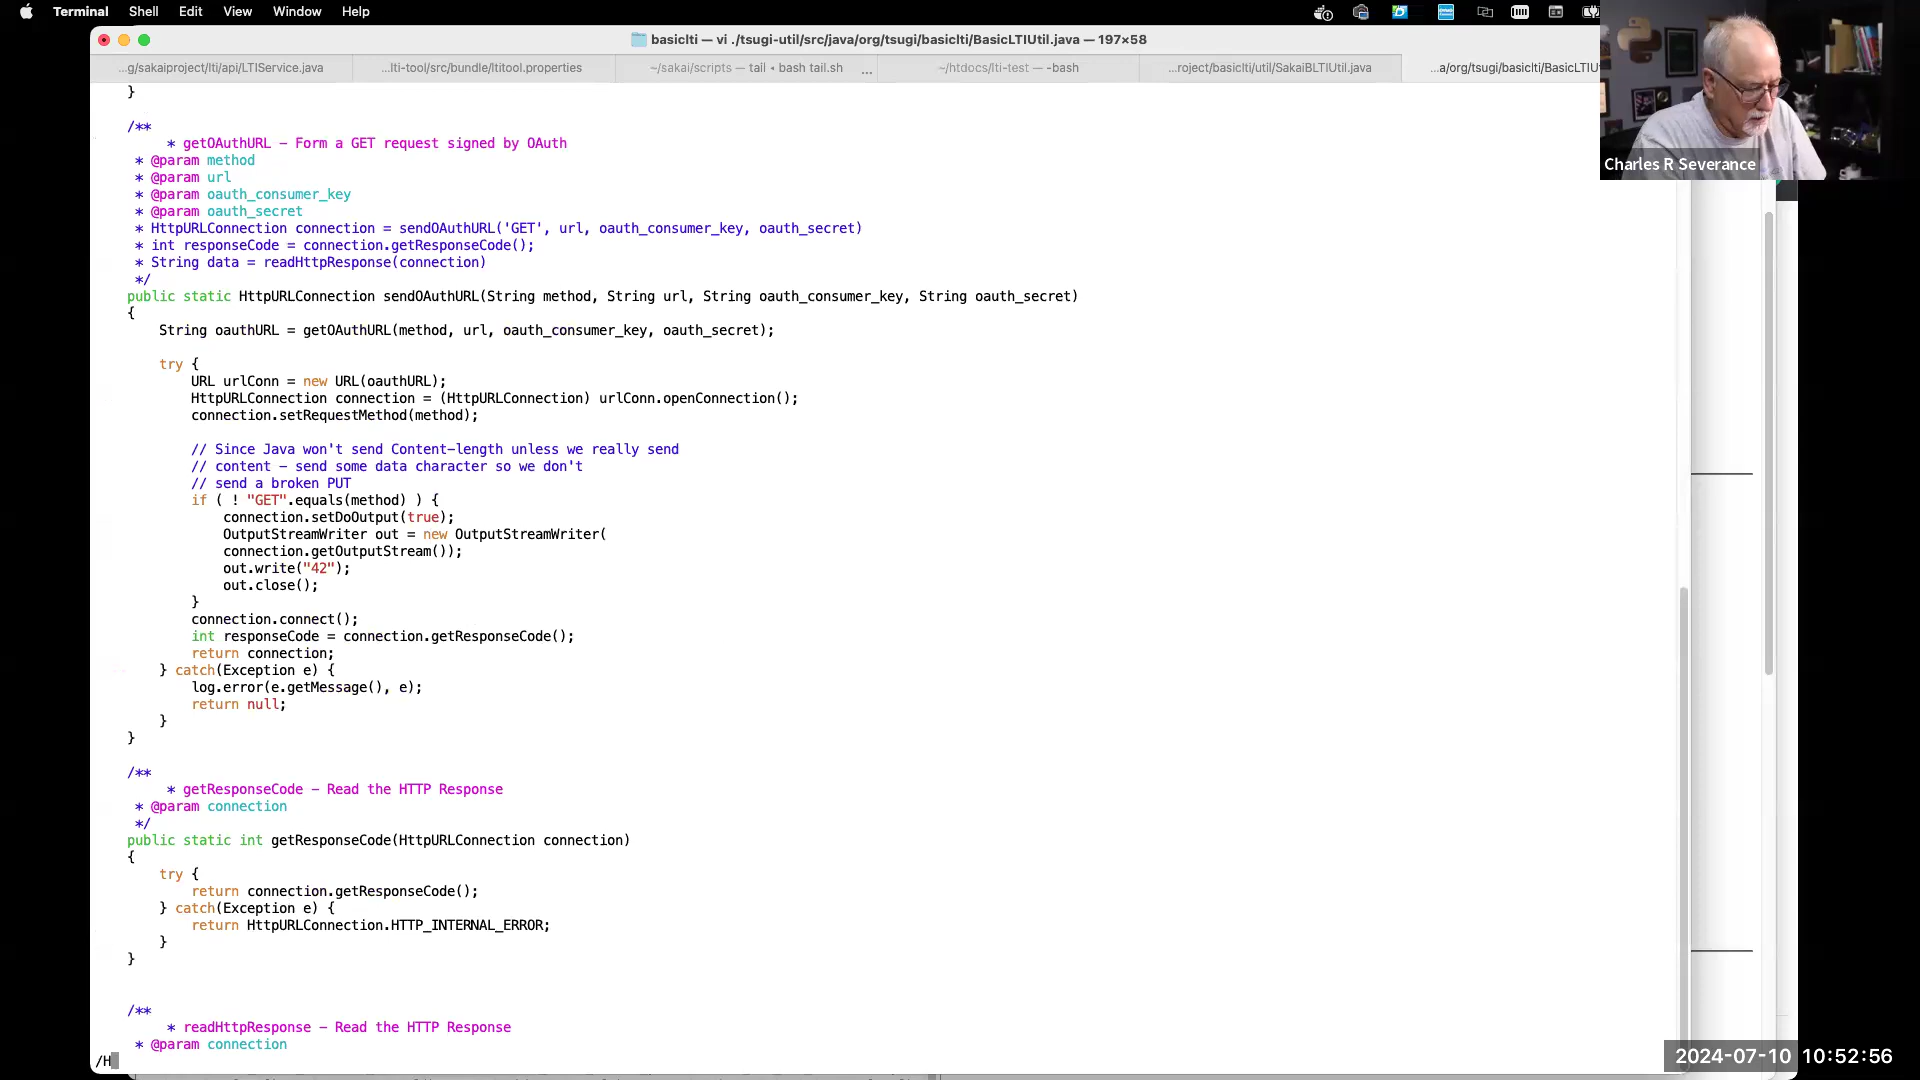 Terminal Shell Edit View Window Help
basiclti — vi ./tsugi-util/src/java/org/tsugi/basiclti/BasicLTIUtil.java — 197×58
...g/sakaiproject/lti/api/LTIService.java ...lti-tool/src/bundle/ltitool.properties ~/sakai/scripts — tail • bash tail.sh ... ~/htdocs/lti-test — -bash ...roject/basiclti/util/SakaiBLTIUtil.java ...a/org/tsugi/basiclti/BasicLTIU
}
/**
* getOAuthURL - Form a GET request signed by OAuth
* @param method
* @param url
* @param oauth_consumer_key
* @param oauth_secret
* HttpURLConnection connection = sendOAuthURL('GET', url, oauth_consumer_key, oauth_secret)
* int responseCode = connection.getResponseCode();
* String data = readHttpResponse(connection)
*/
public static HttpURLConnection sendOAuthURL(String method, String url, String oauth_consumer_key, String oauth_secret)
{
String oauthURL = getOAuthURL(method, url, oauth_consumer_key, oauth_secret);
try {
URL urlConn = new URL(oauthURL);
HttpURLConnection connection = (HttpURLConnection) urlConn.openConnection();
connection.setRequestMethod(method);
// Since Java won't send Content-length unless we really send
// content - send some data character so we don't
// send a broken PUT
if ( ! "GET".equals(method) ) {
connection.setDoOutput(true);
OutputStreamWriter out = new OutputStreamWriter(
connection.getOutputStream());
out.write("42");
out.close();
}
connection.connect();
int responseCode = connection.getResponseCode();
return connection;
} catch(Exception e) {
log.error(e.getMessage(), e);
return null;
}
}
/**
* getResponseCode - Read the HTTP Response
* @param connection
*/
public static int getResponseCode(HttpURLConnection connection)
{
try {
return connection.getResponseCode();
} catch(Exception e) {
return HttpURLConnection.HTTP_INTERNAL_ERROR;
}
}
/**
* readHttpResponse - Read the HTTP Response
* @param connection
/H
Charles R Severance
2024-07-10 10:52:56